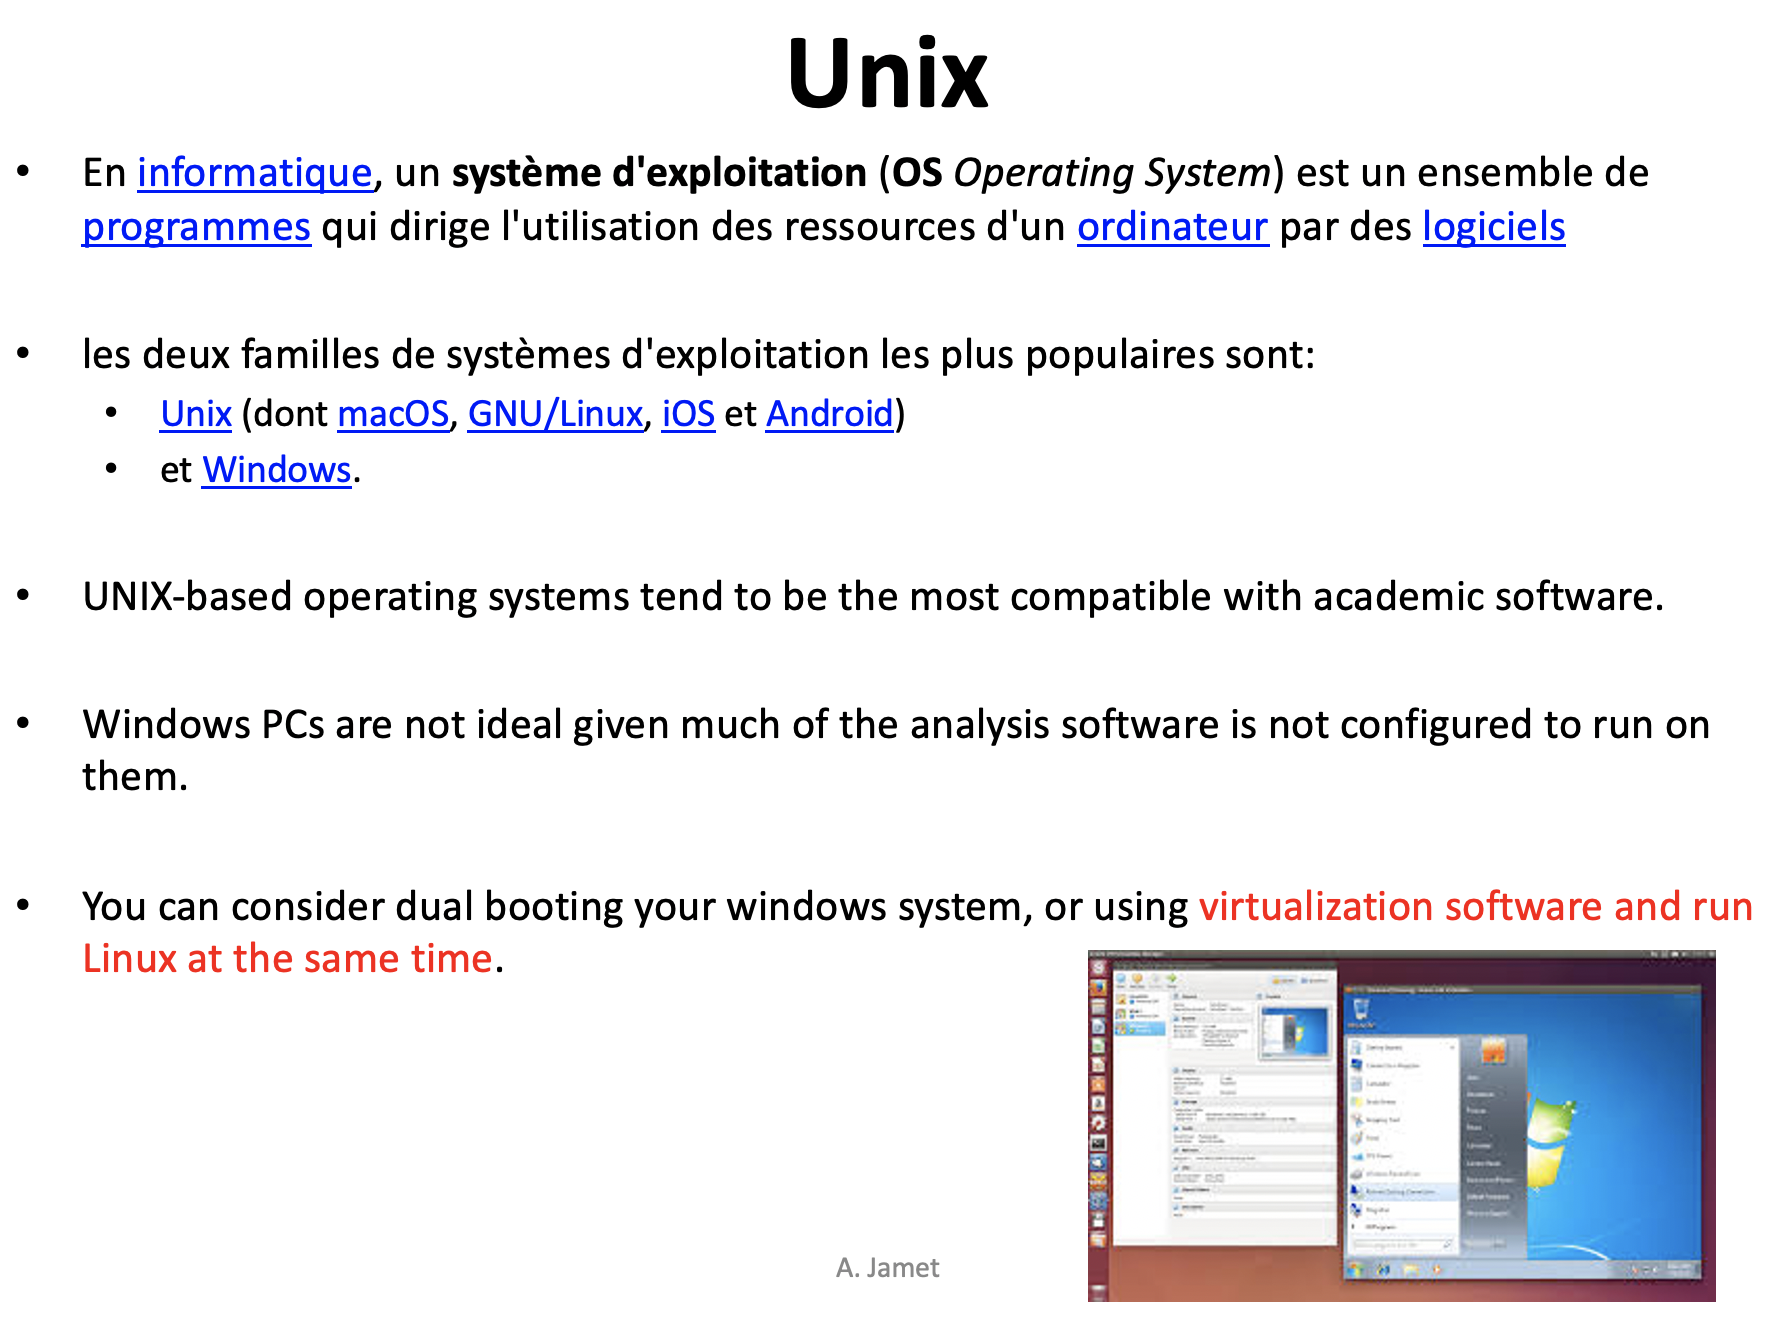 Unix
• En informatique, un système d'exploitation (OS Operating System) est un ensemble de
programmes qui dirige l'utilisation des ressources d'un ordinateur par des logiciels
• les deux familles de systèmes d'exploitation les plus populaires sont:
• Unix (dont macOS, GNU/Linux, iOS et Android)
• et Windows.
• UNIX-based operating systems tend to be the most compatible with academic software.
• Windows PCs are not ideal given much of the analysis software is not configured to run on
them.
• You can consider dual booting your windows system, or using virtualization software and run
Linux at the same time.
A. Jamet